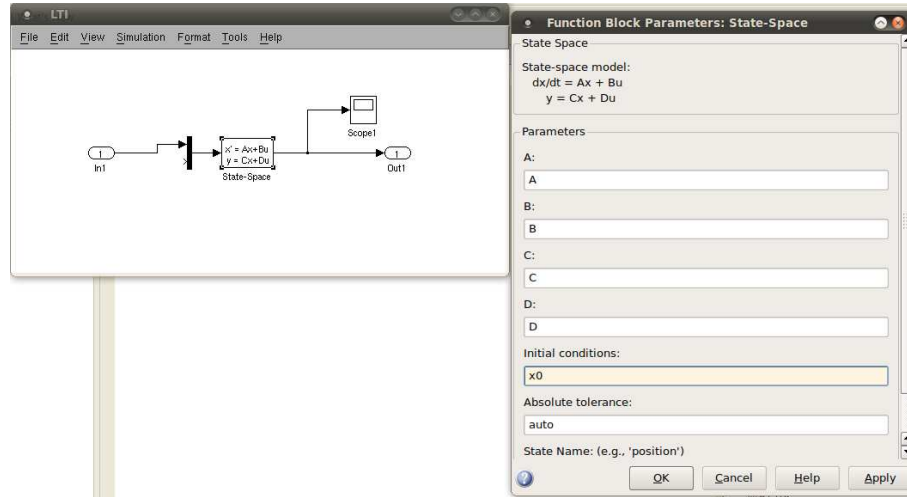 LTI
File Edit View Simulation Format Tools Help
Scope1
1
In1
x' = Ax+Bu
y = Cx+Du
State-Space
1
Out1
Function Block Parameters: State-Space
State Space
State-space model:
dx/dt = Ax + Bu
y = Cx + Du
Parameters
A:
A
B:
B
C:
C
D:
D
Initial conditions:
x0
Absolute tolerance:
auto
State Name: (e.g., 'position')
OK Cancel Help Apply